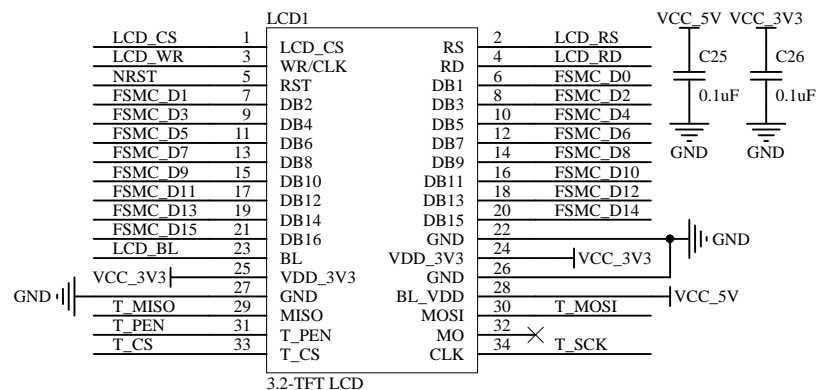 LCD1
VCC_5V VCC_3V3
LCD_CS 1 LCD_CS RS 2 LCD_RS
LCD_WR 3 WR/CLK RD 4 LCD_RD
NRST 5 RST DB1 6 FSMC_D0
FSMC_D1 7 DB2 DB3 8 FSMC_D2
FSMC_D3 9 DB4 DB5 10 FSMC_D4
FSMC_D5 11 DB6 DB7 12 FSMC_D6
FSMC_D7 13 DB8 DB9 14 FSMC_D8
FSMC_D9 15 DB10 DB11 16 FSMC_D10
FSMC_D11 17 DB12 DB13 18 FSMC_D12
FSMC_D13 19 DB14 DB15 20 FSMC_D14
FSMC_D15 21 DB16 GND 22 GND
LCD_BL 23 BL VDD_3V3 24 VCC_3V3
VCC_3V3 25 VDD_3V3 GND 26
GND 27 GND BL_VDD 28 VCC_5V
T_MISO 29 MISO MOSI 30 T_MOSI
T_PEN 31 T_PEN MO 32
T_CS 33 T_CS CLK 34 T_SCK
3.2-TFT LCD
C25 C26
0.1uF 0.1uF
GND GND